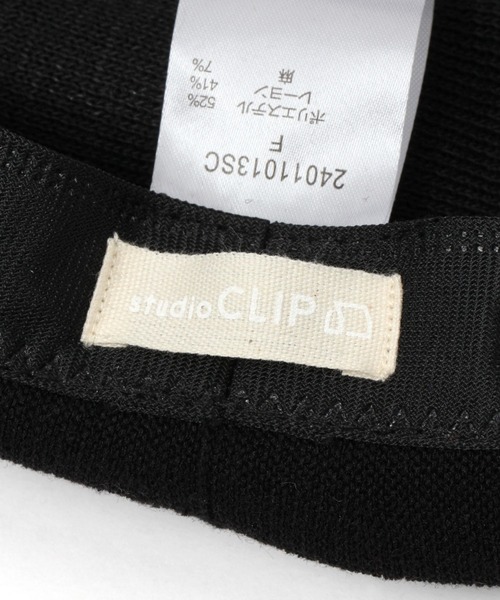 24011013SC
F
ポリエステル 52%
レーヨン 41%
麻 7%
studio CLIP